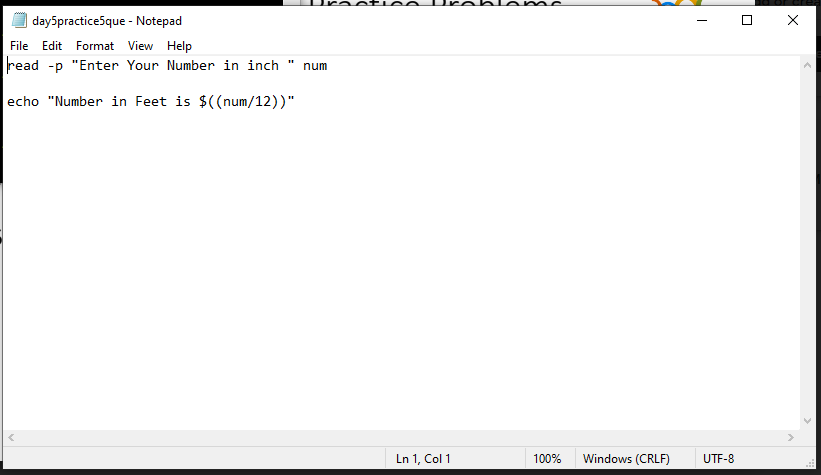 Practice Problems
day5practice5que - Notepad
File Edit Format View Help
read -p "Enter Your Number in inch " num
echo "Number in Feet is $((num/12))"
Ln 1, Col 1 100% Windows (CRLF) UTF-8